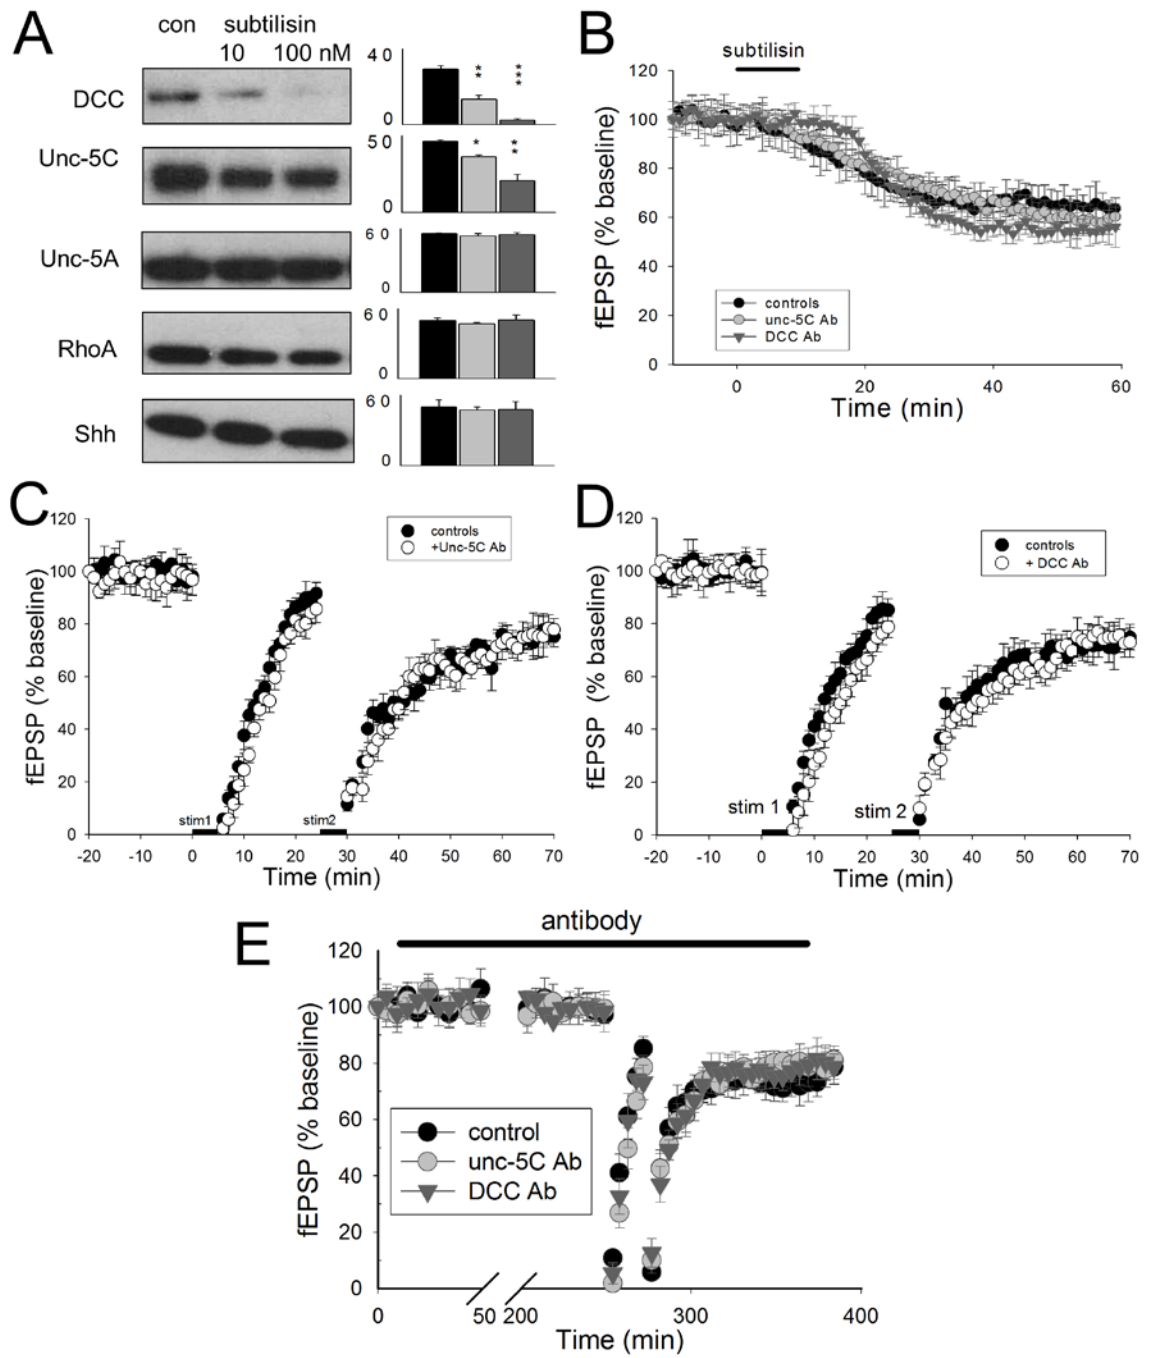 A
con subtilisin
10 100 nM
DCC
40
** ***
0
Unc-5C
50
* **
0
Unc-5A
60
0
RhoA
60
0
Shh
60
0
B
subtilisin
fEPSP (% baseline)
120
100
80
60
40
20
0
controls
unc-5C Ab
DCC Ab
0 20 40 60
Time (min)
C
fEPSP (% baseline)
120
100
80
60
40
20
0
controls
+Unc-5C Ab
stim1 stim2
-20 -10 0 10 20 30 40 50 60 70
Time (min)
D
fEPSP (% baseline)
120
100
80
60
40
20
0
controls
+ DCC Ab
stim 1 stim 2
-20 -10 0 10 20 30 40 50 60 70
Time (min)
E
antibody
fEPSP (% baseline)
120
100
80
60
40
20
0
control
unc-5C Ab
DCC Ab
0 50 200 300 400
Time (min)